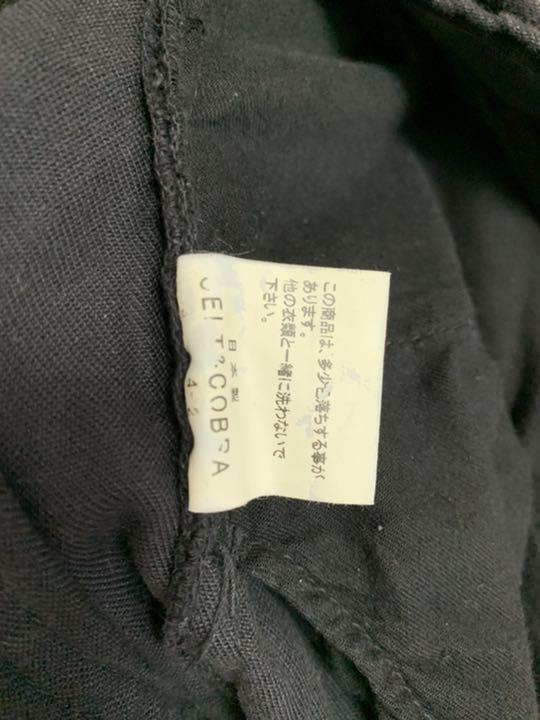 この商品は、多少色落ちする事が
あります。
他の衣類と一緒に洗わないで
下さい。
日本製
COBRA